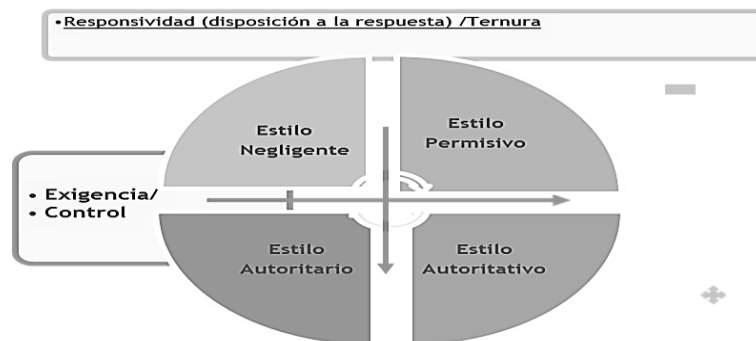 •Responsividad (disposición a la respuesta) /Ternura
Estilo
Negligente
Estilo
Permisivo
• Exigencia/
• Control
Estilo
Autoritario
Estilo
Autoritativo